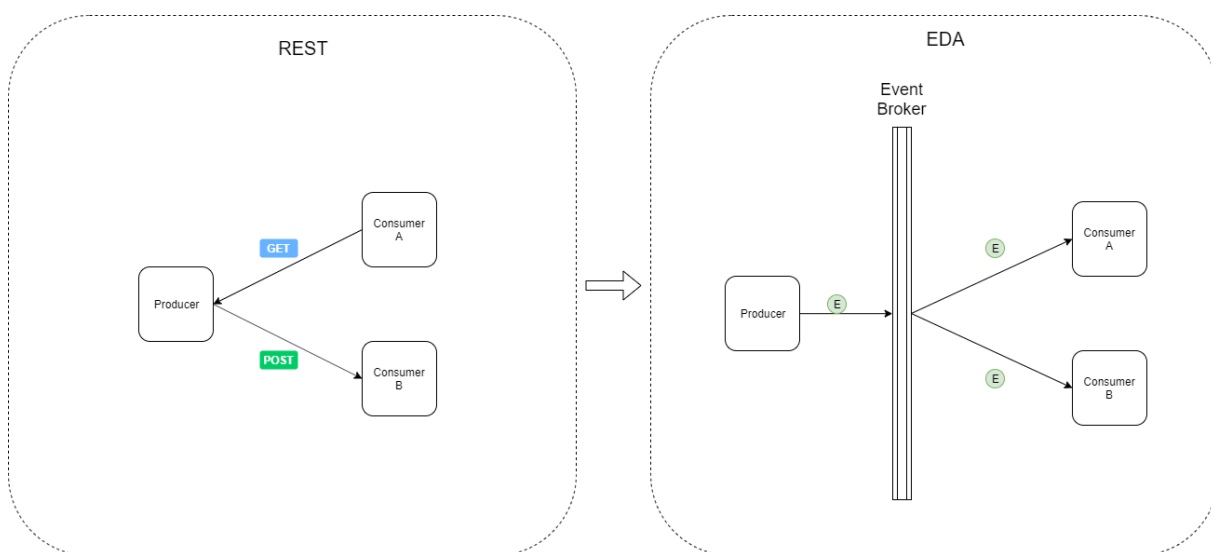 REST
Consumer
A
GET
Producer
POST
Consumer
B
EDA
Event
Broker
Consumer
A
E
Producer
E
E
Consumer
B